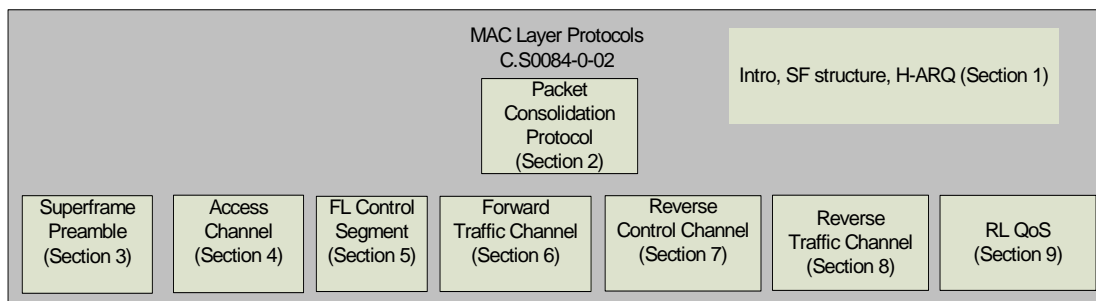 MAC Layer Protocols
C.S0084-0-02
Intro, SF structure, H-ARQ (Section 1)
Packet
Consolidation
Protocol
(Section 2)
Superframe
Preamble
(Section 3)
Access
Channel
(Section 4)
FL Control
Segment
(Section 5)
Forward
Traffic Channel
(Section 6)
Reverse
Control Channel
(Section 7)
Reverse
Traffic Channel
(Section 8)
RL QoS
(Section 9)